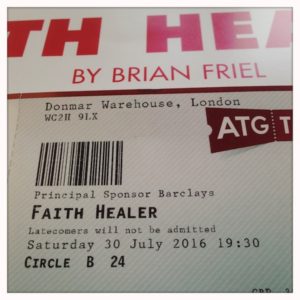 TH HEA
BY BRIAN FRIEL
Donmar Warehouse, London
WC2H 9LX
ATG T
Principal Sponsor Barclays
FAITH HEALER
Latecomers will not be admitted
Saturday 30 July 2016 19:30
CIRCLE B 24